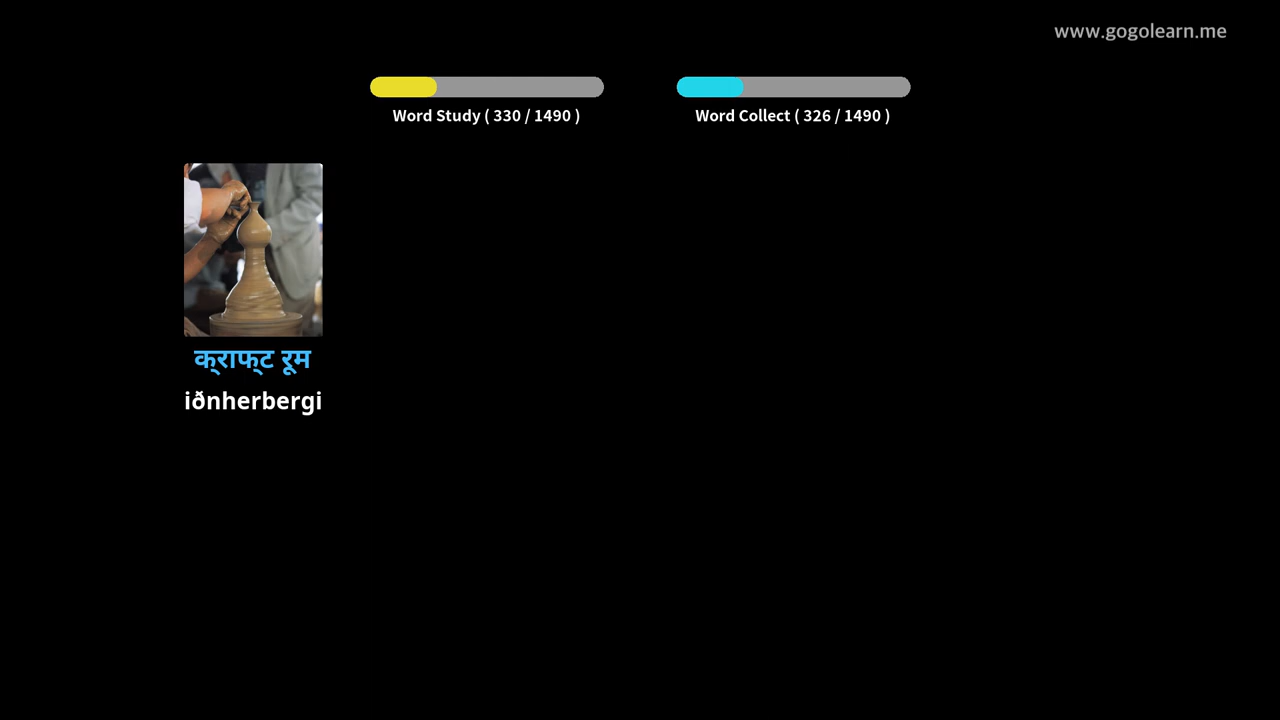 www.gogolearn.me
Word Study ( 330 / 1490 )
Word Collect ( 326 / 1490 )
क्राफ्ट रूम
iðnherbergi